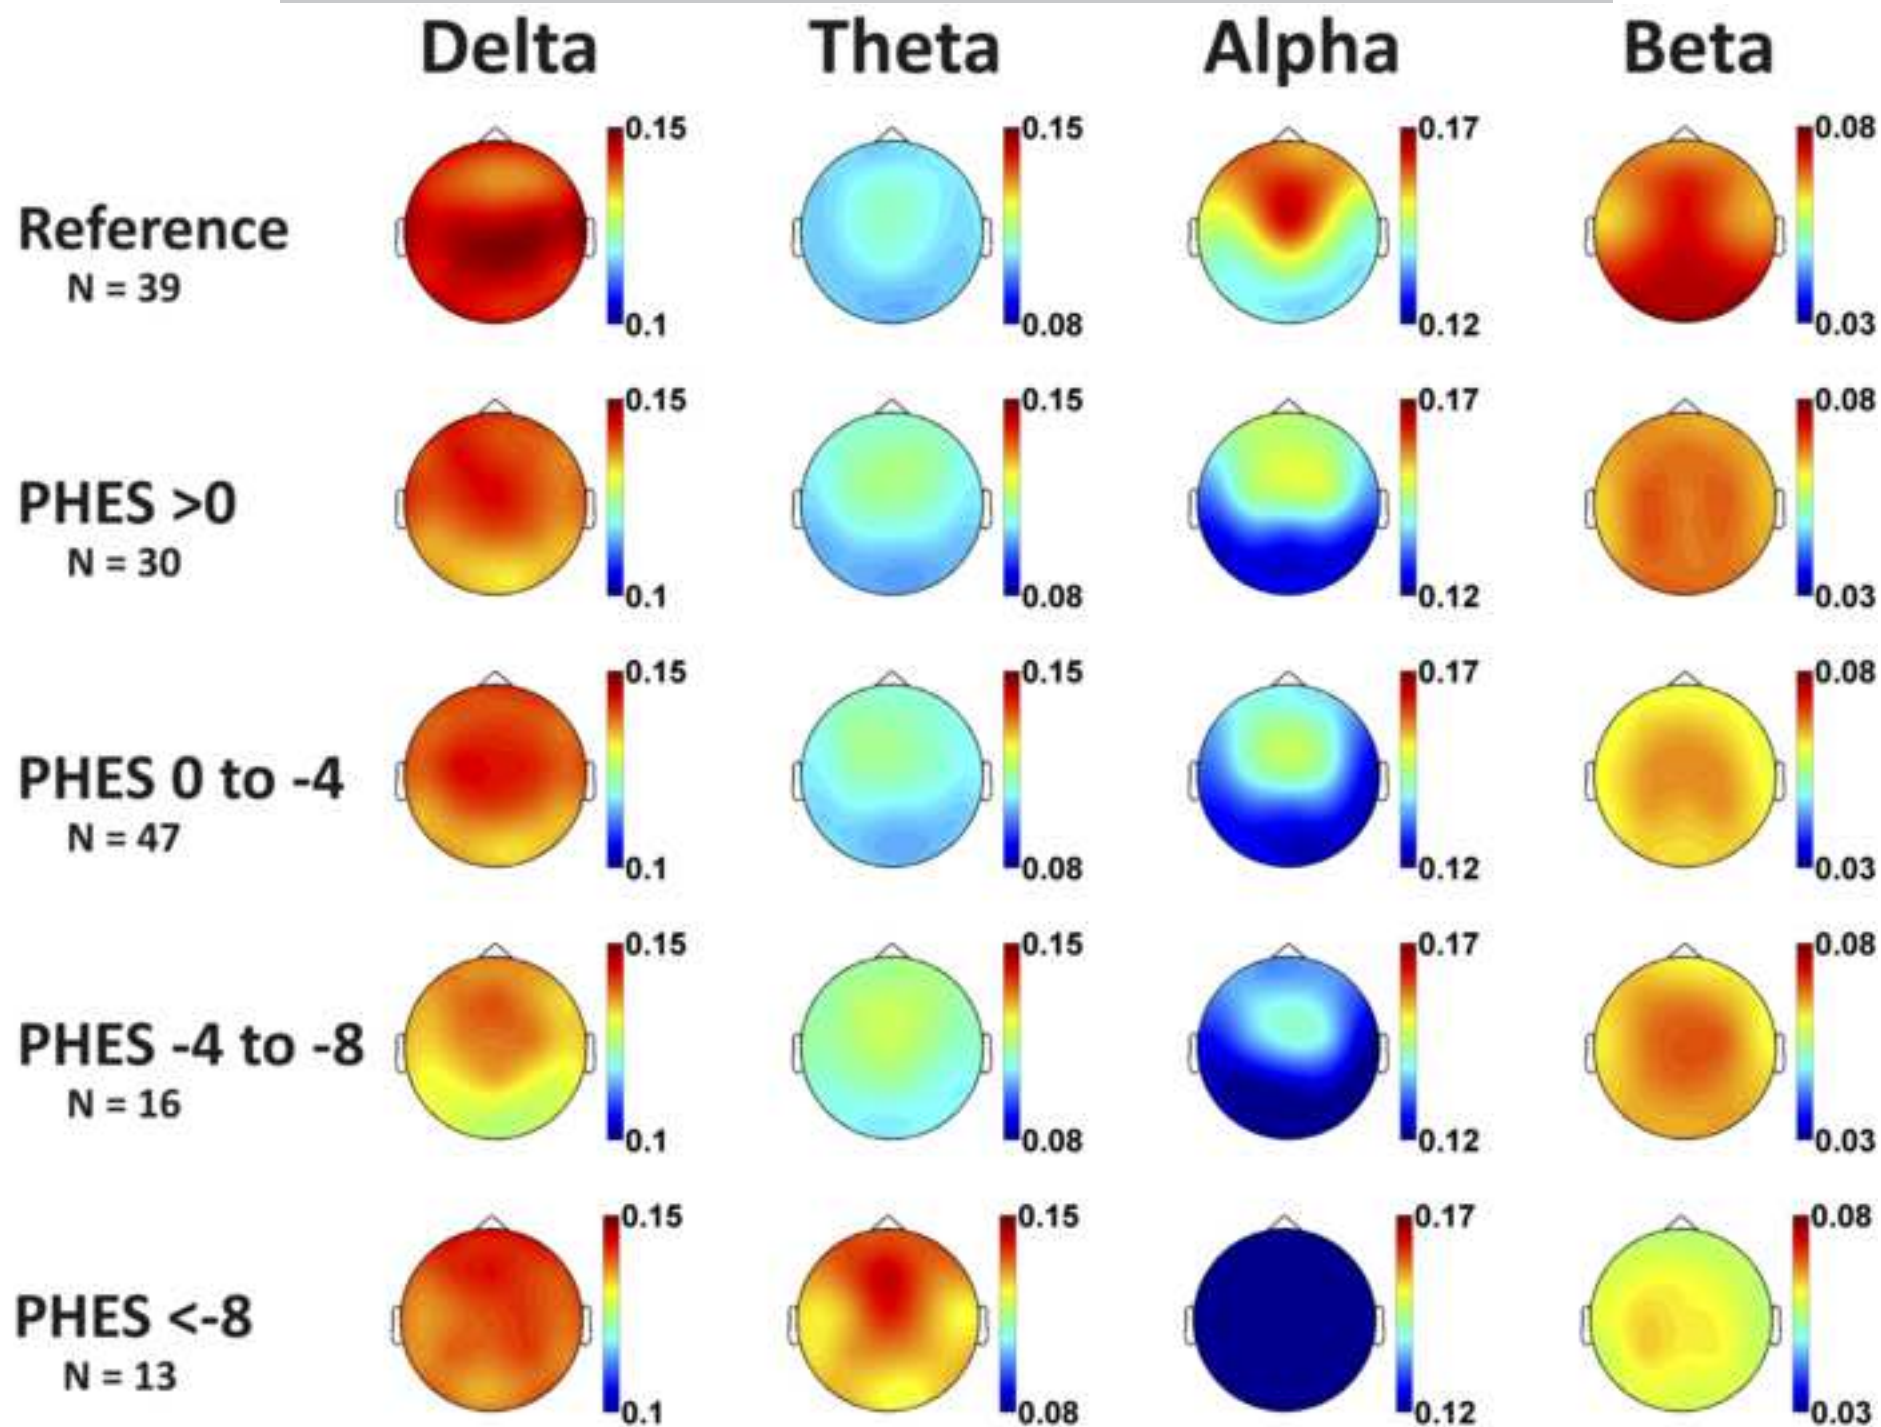 Delta Theta Alpha Beta
0.15 0.15 0.17 0.08
Reference
N = 39
0.1 0.08 0.12 0.03
0.15 0.15 0.17 0.08
PHES >0
N = 30
0.1 0.08 0.12 0.03
0.15 0.15 0.17 0.08
PHES 0 to -4
N = 47
0.1 0.08 0.12 0.03
0.15 0.15 0.17 0.08
PHES -4 to -8
N = 16
0.1 0.08 0.12 0.03
0.15 0.15 0.17 0.08
PHES <-8
N = 13
0.1 0.08 0.12 0.03